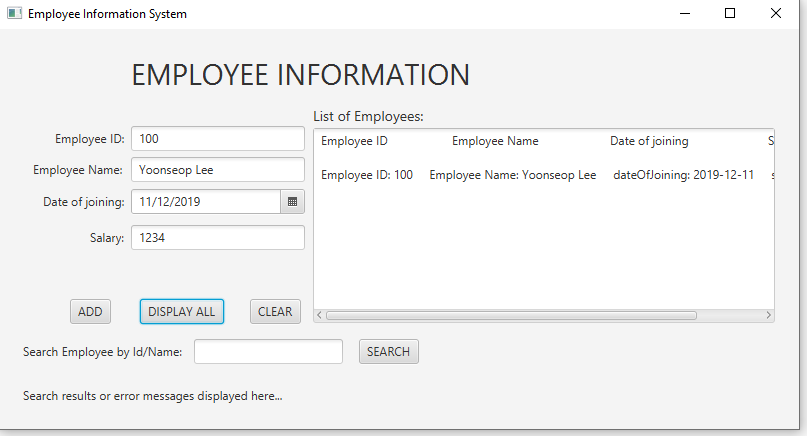 Employee Information System
EMPLOYEE INFORMATION
List of Employees:
Employee ID: 100
Employee Name: Yoonseop Lee
Date of joining: 11/12/2019
Salary: 1234
Employee ID Employee Name Date of joining S
Employee ID: 100 Employee Name: Yoonseop Lee dateOfJoining: 2019-12-11 s
ADD DISPLAY ALL CLEAR
Search Employee by Id/Name: SEARCH
Search results or error messages displayed here...